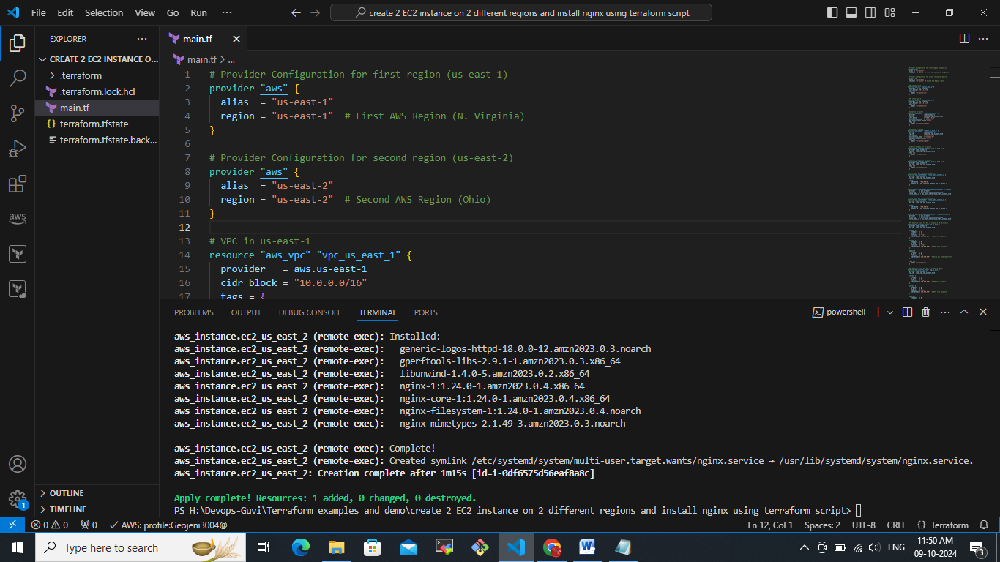 File Edit Selection View Go Run ···
create 2 EC2 instance on 2 different regions and install nginx using terraform script
EXPLORER ···
CREATE 2 EC2 INSTANCE O...
.terraform
.terraform.lock.hcl
main.tf
terraform.tfstate
terraform.tfstate.back...
OUTLINE
TIMELINE
aws
1
main.tf
main.tf > ...
1 # Provider Configuration for first region (us-east-1)
2 provider "aws" {
3 alias = "us-east-1"
4 region = "us-east-1" # First AWS Region (N. Virginia)
5 }
6
7 # Provider Configuration for second region (us-east-2)
8 provider "aws" {
9 alias = "us-east-2"
10 region = "us-east-2" # Second AWS Region (Ohio)
11 }
12
13 # VPC in us-east-1
14 resource "aws_vpc" "vpc_us_east_1" {
15 provider = aws.us-east-1
16 cidr_block = "10.0.0.0/16"
17 tags = {
PROBLEMS OUTPUT DEBUG CONSOLE TERMINAL PORTS
powershell
aws_instance.ec2_us_east_2 (remote-exec): Installed:
aws_instance.ec2_us_east_2 (remote-exec): generic-logos-httpd-18.0.0-12.amzn2023.0.3.noarch
aws_instance.ec2_us_east_2 (remote-exec): gperftools-libs-2.9.1-1.amzn2023.0.3.x86_64
aws_instance.ec2_us_east_2 (remote-exec): libunwind-1.4.0-5.amzn2023.0.2.x86_64
aws_instance.ec2_us_east_2 (remote-exec): nginx-1:1.24.0-1.amzn2023.0.4.x86_64
aws_instance.ec2_us_east_2 (remote-exec): nginx-core-1:1.24.0-1.amzn2023.0.4.x86_64
aws_instance.ec2_us_east_2 (remote-exec): nginx-filesystem-1:1.24.0-1.amzn2023.0.4.noarch
aws_instance.ec2_us_east_2 (remote-exec): nginx-mimetypes-2.1.49-3.amzn2023.0.3.noarch
aws_instance.ec2_us_east_2 (remote-exec): Complete!
aws_instance.ec2_us_east_2 (remote-exec): Created symlink /etc/systemd/system/multi-user.target.wants/nginx.service → /usr/lib/systemd/system/nginx.service.
aws_instance.ec2_us_east_2: Creation complete after 1m15s [id=i-0df6575d56eaf8a8c]
Apply complete! Resources: 1 added, 0 changed, 0 destroyed.
PS H:\Devops-Guvi\Terraform examples and demo\create 2 EC2 instance on 2 different regions and install nginx using terraform script>
0 0 0 AWS: profile:Geojeni3004@ Ln 12, Col 1 Spaces: 2 UTF-8 CRLF {} Terraform
Type here to search
ENG
11:50 AM
09-10-2024
3